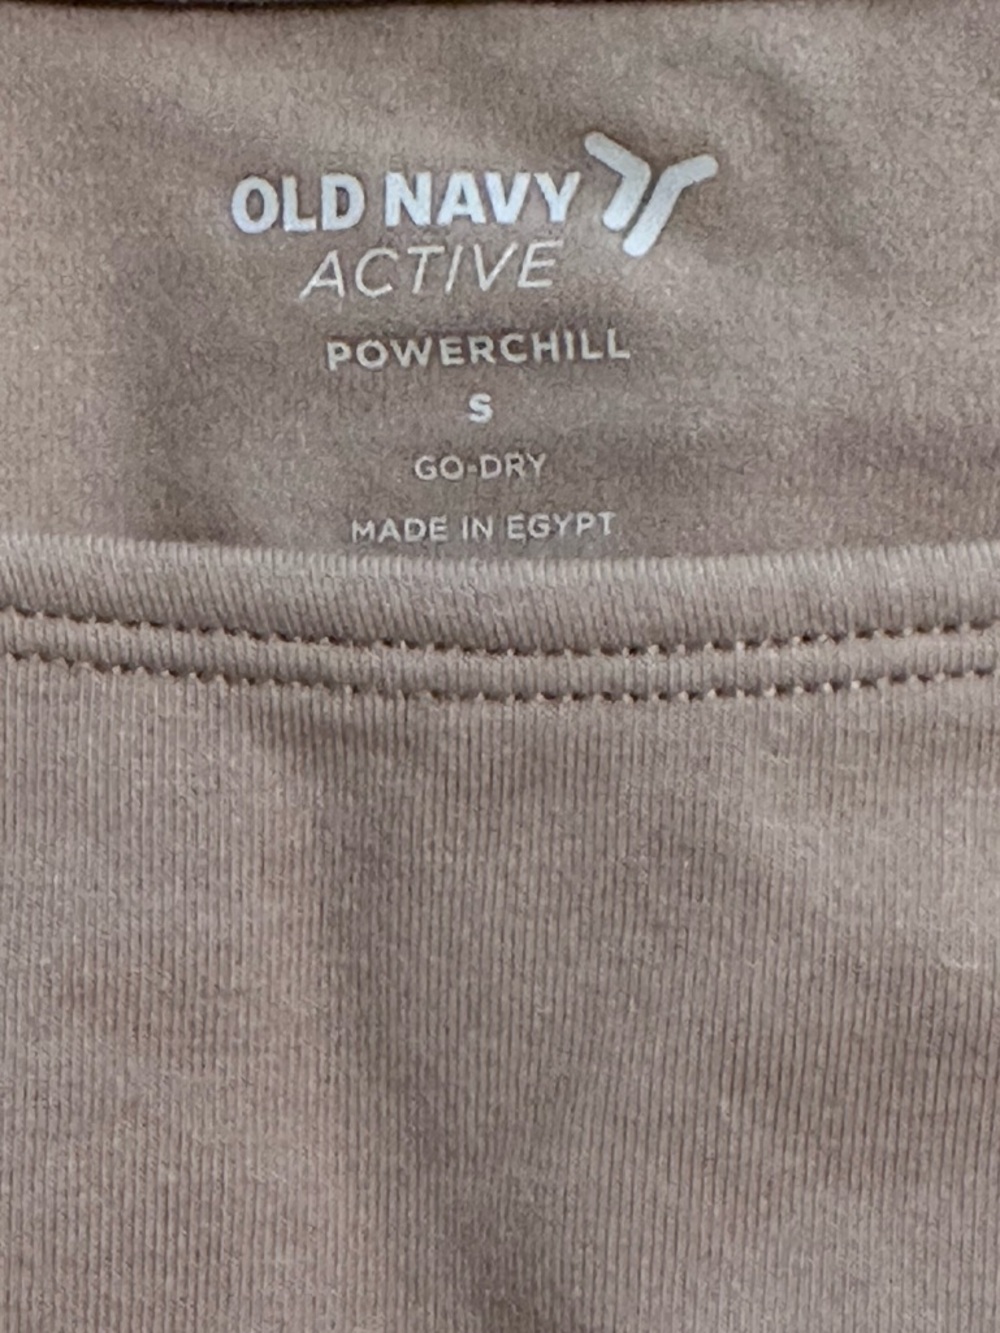 OLD NAVY
ACTIVE
POWERCHILL
S
GO-DRY
MADE IN EGYPT